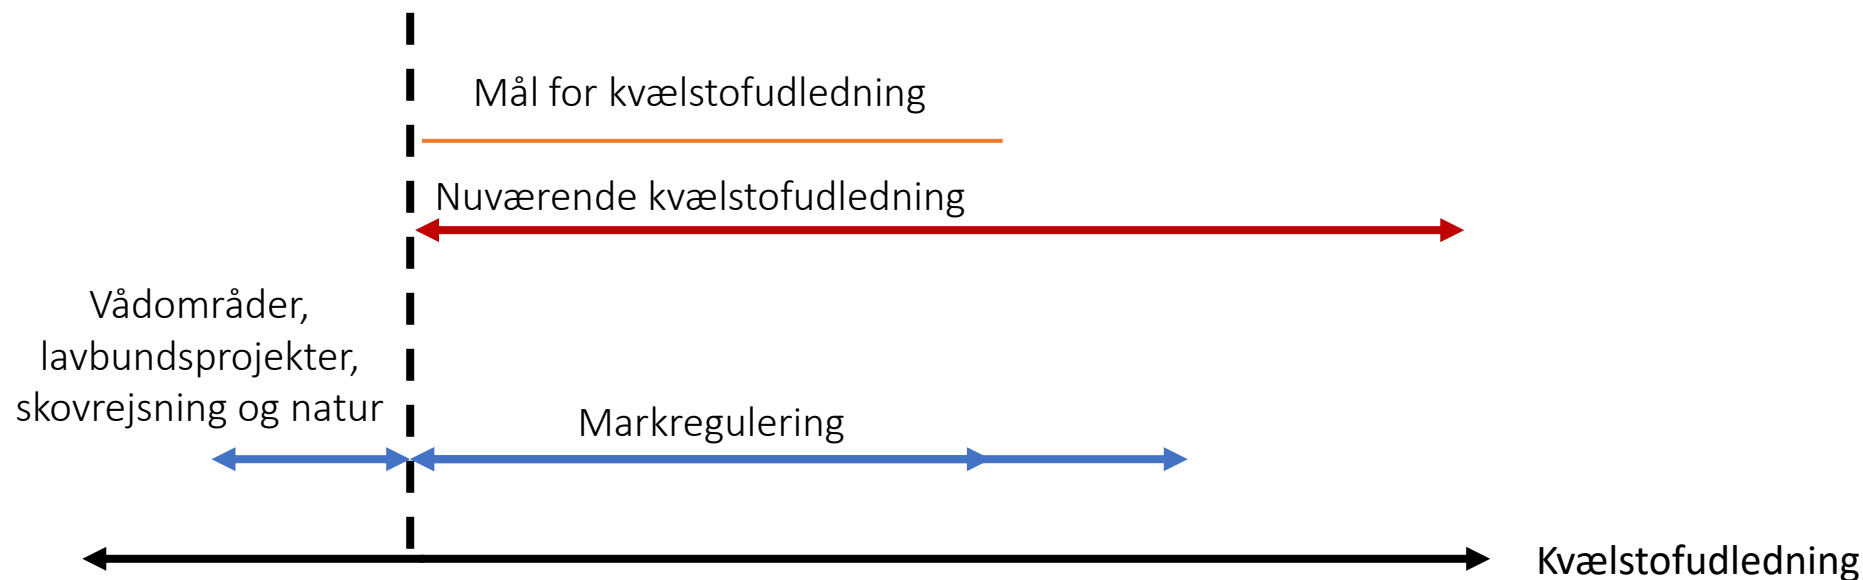 Mål for kvælstofudledning
Nuværende kvælstofudledning
Vådområder,
lavbundsprojekter,
skovrejsning og natur
Markregulering
Kvælstofudledning